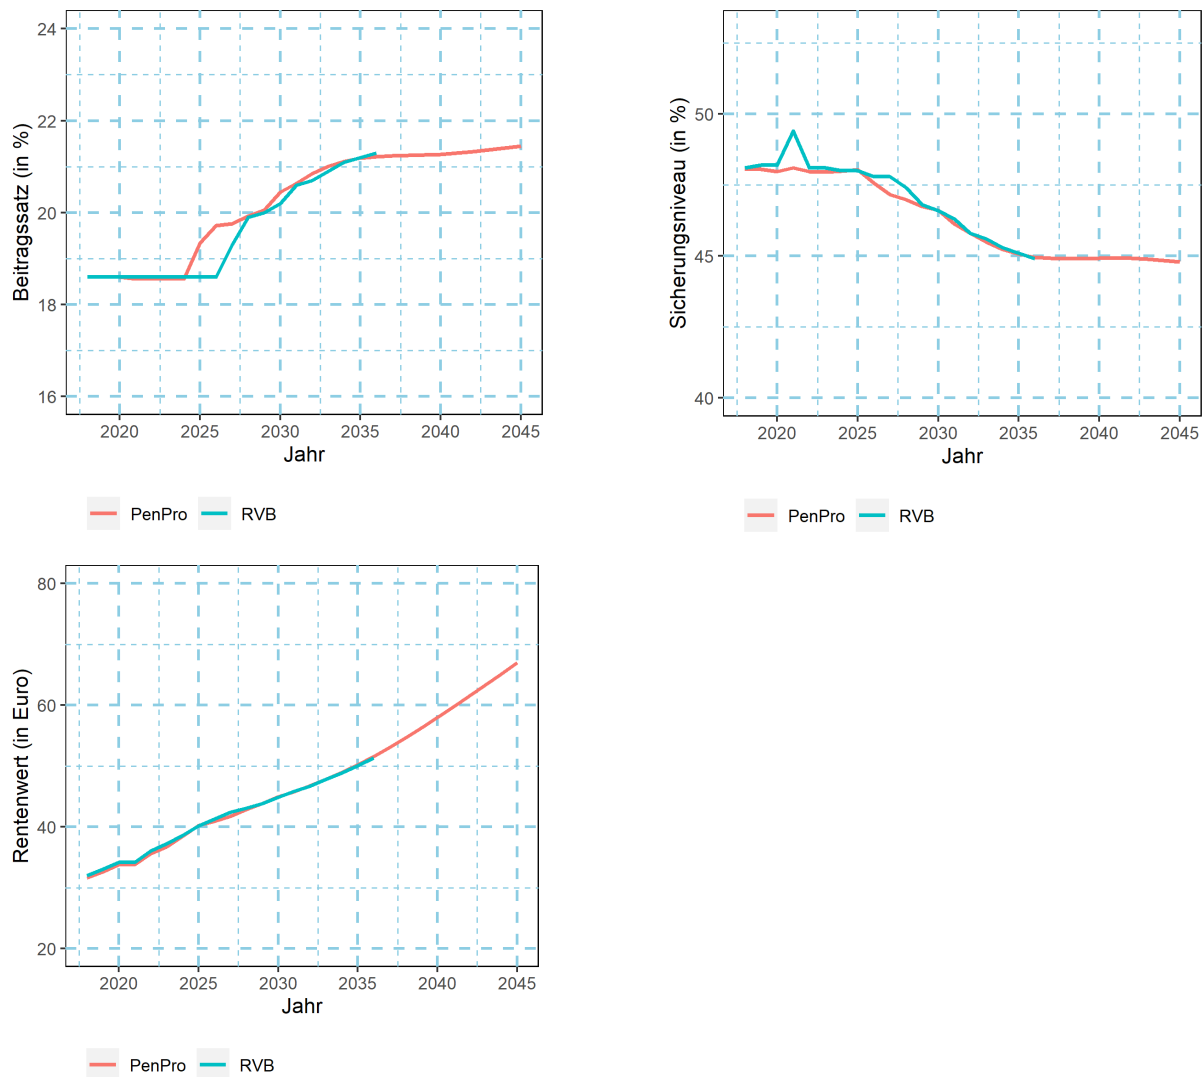 Beitragssatz (in %)
24
22
20
18
16
2020 2025 2030 2035 2040 2045
Jahr
PenPro RVB
Sicherungsniveau (in %)
50
45
40
2020 2025 2030 2035 2040 2045
Jahr
PenPro RVB
Rentenwert (in Euro)
80
60
40
20
2020 2025 2030 2035 2040 2045
Jahr
PenPro RVB